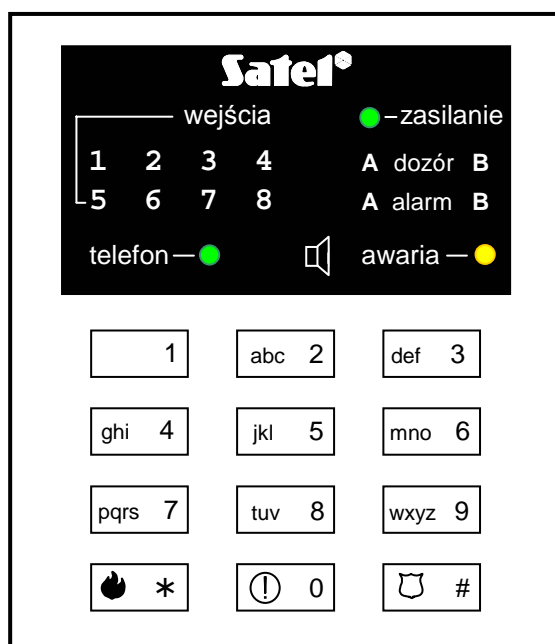 Satel®
wejścia zasilanie
1 2 3 4 A dozór B
5 6 7 8 A alarm B
telefon awaria
1 abc 2 def 3
ghi 4 jkl 5 mno 6
pqrs 7 tuv 8 wxyz 9
* 0 #